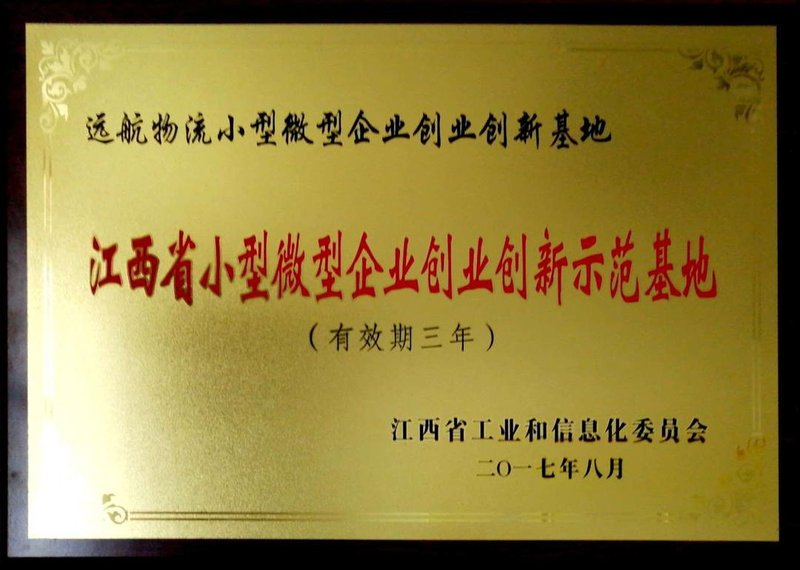 远航物流小型微型企业创业创新基地
江西省小型微型企业创业创新示范基地
（有效期三年）
江西省工业和信息化委员会
二〇一七年八月